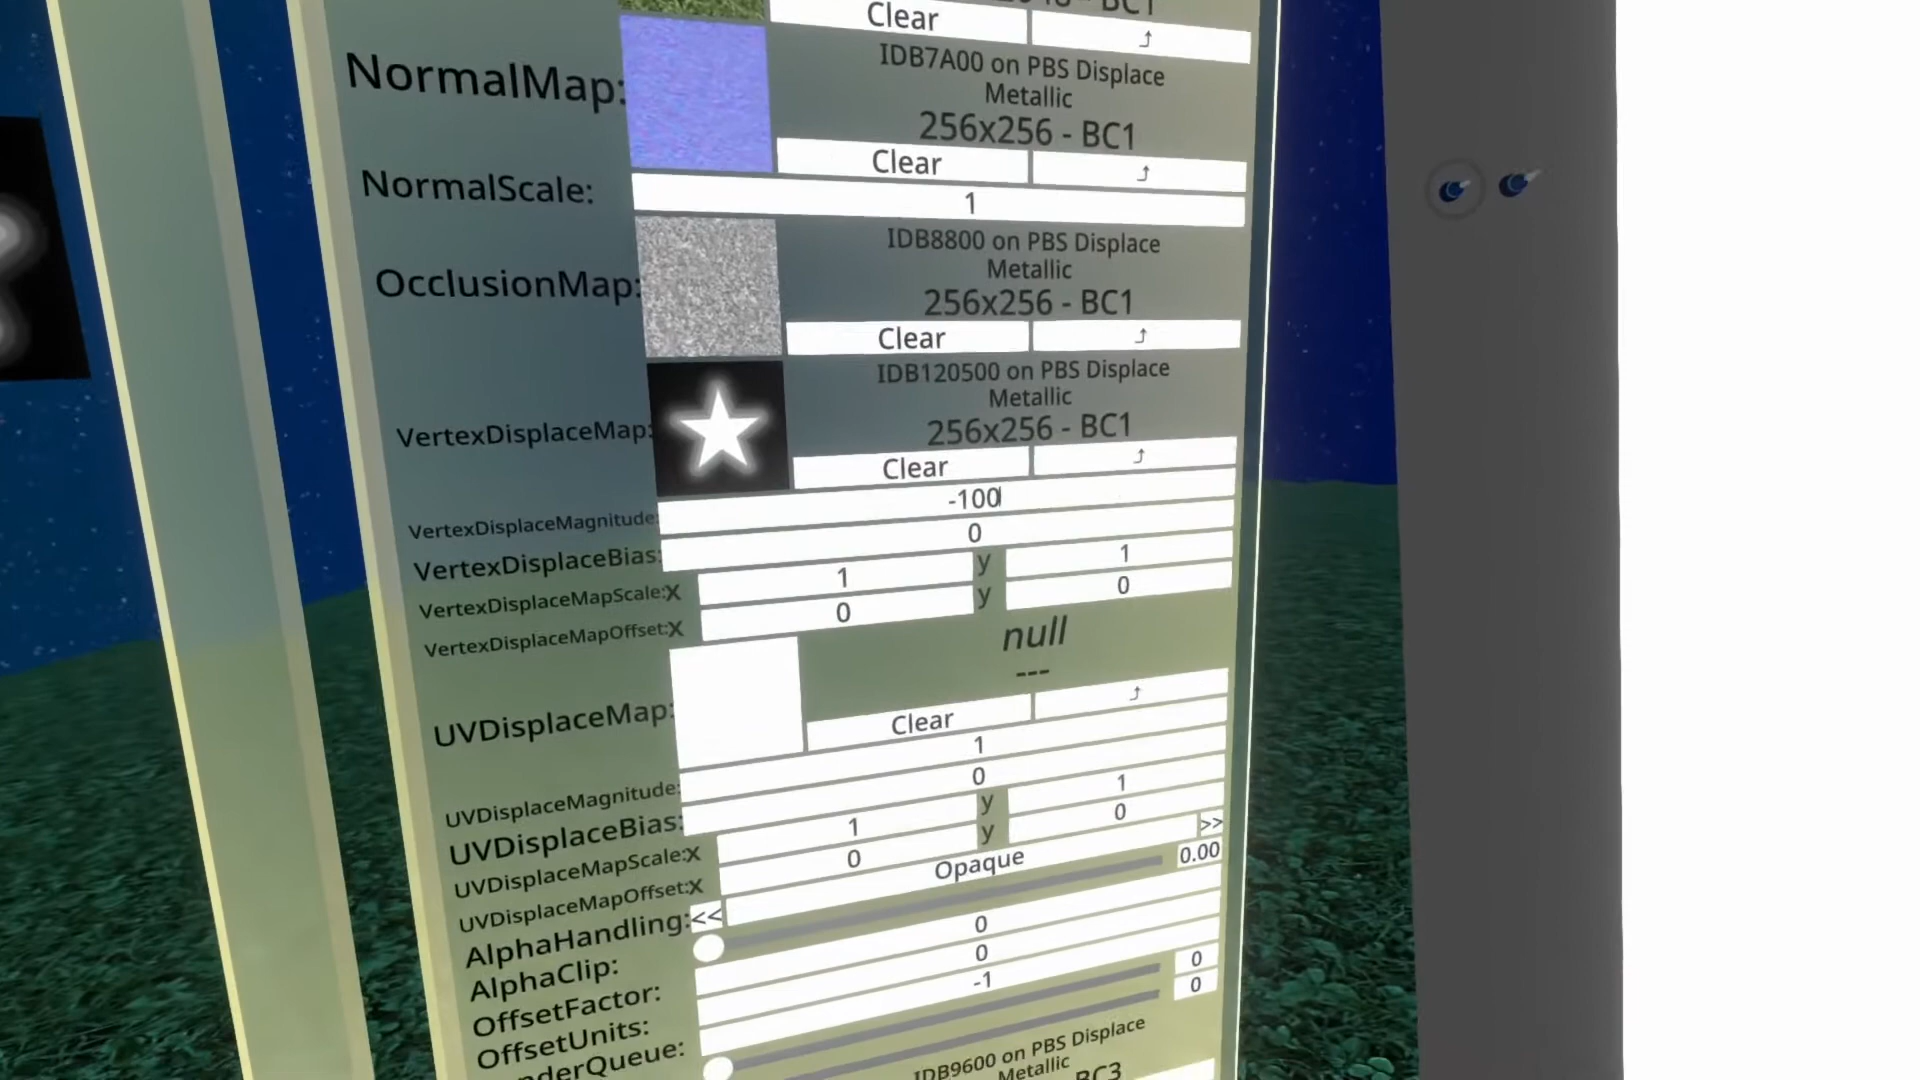 Clear
⤴
NormalMap:
IDB7A00 on PBS Displace
Metallic
256x256 - BC1
Clear
⤴
NormalScale:
1
OcclusionMap:
IDB8800 on PBS Displace
Metallic
256x256 - BC1
Clear
⤴
VertexDisplaceMap:
IDB120500 on PBS Displace
Metallic
256x256 - BC1
Clear
⤴
VertexDisplaceMagnitude:
-100
VertexDisplaceBias:
0
VertexDisplaceMapScale:x 1 y 1
VertexDisplaceMapOffset:x 0 y 0
UVDisplaceMap:
null
---
Clear
⤴
UVDisplaceMagnitude:
1
UVDisplaceBias:
0
UVDisplaceMapScale:x 1 y 1
UVDisplaceMapOffset:x 0 y 0
AlphaHandling:<< Opaque >>
AlphaClip:
0.00
OffsetFactor:
0
OffsetUnits:
0
nderQueue:
-1
0
0
IDB9600 on PBS Displace
Metallic
BC3